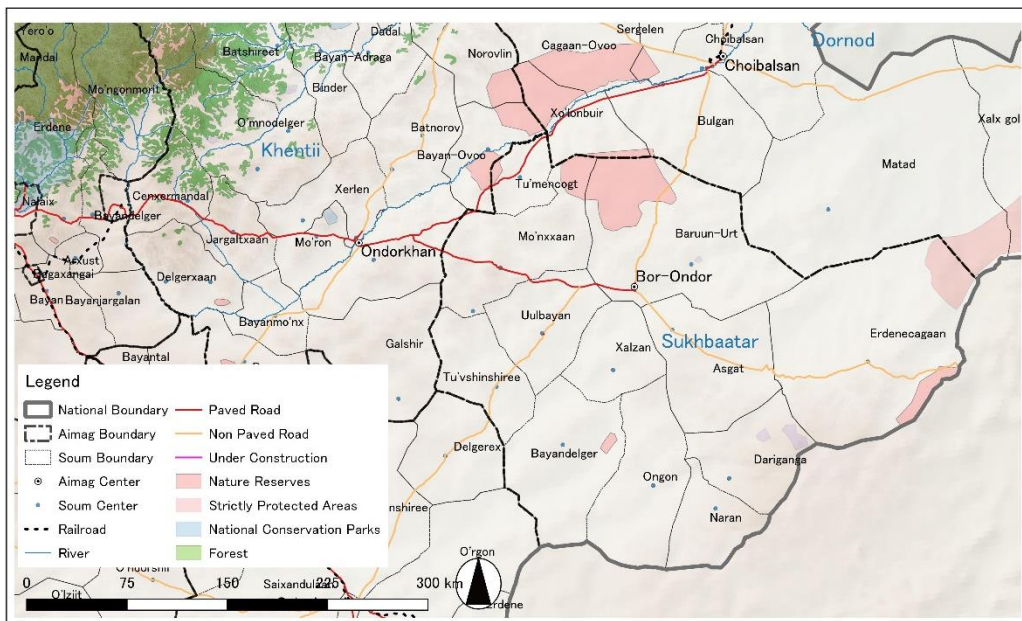 Yero'o
Dadal
Sergelen
Choibalsan
Dornod
Mandal
Batshireet
Bayan-Adraga
Norovlin
Cagaan-Ovoo
Choibalsan
Mo'ngonmorit
Binder
Erdene
O'mnodelger
Batnorov
Xo'lonbuir
Bulgan
Xalx gol
Khentii
Bayan-Ovoo
Matad
Nalaix
Cenxermandal
Xerlen
Tu'mencogt
Bayandelger
Jargaltxaan
Mo'ron
Ondorkhan
Mo'nxxaan
Baruun-Urt
Arxust
Bagaxangai
Delgerxaan
Bor-Ondor
Bayan
Bayanjargalan
Bayanmo'nx
Uulbayan
Erdenecagaan
Bayantal
Galshir
Xalzan
Sukhbaatar
Asgat
Tu'vshinshiree
Legend
National Boundary
Paved Road
Aimag Boundary
Non Paved Road
Soum Boundary
Under Construction
Aimag Center
Nature Reserves
Soum Center
Strictly Protected Areas
Railroad
National Conservation Parks
River
Forest
Delgerex
Bayandelger
Dariganga
Ongon
nshiree
Naran
O'rgon
0
75
150
225
300 km
O'lziit
Saixandulaan
Erdene